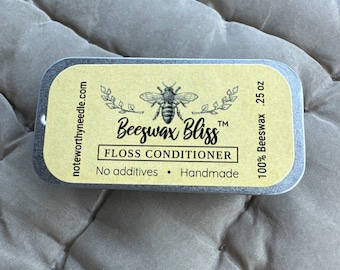 noteworthyneedle.com
Beeswax Bliss™
FLOSS CONDITIONER
No additives • Handmade
100% Beeswax .25 oz